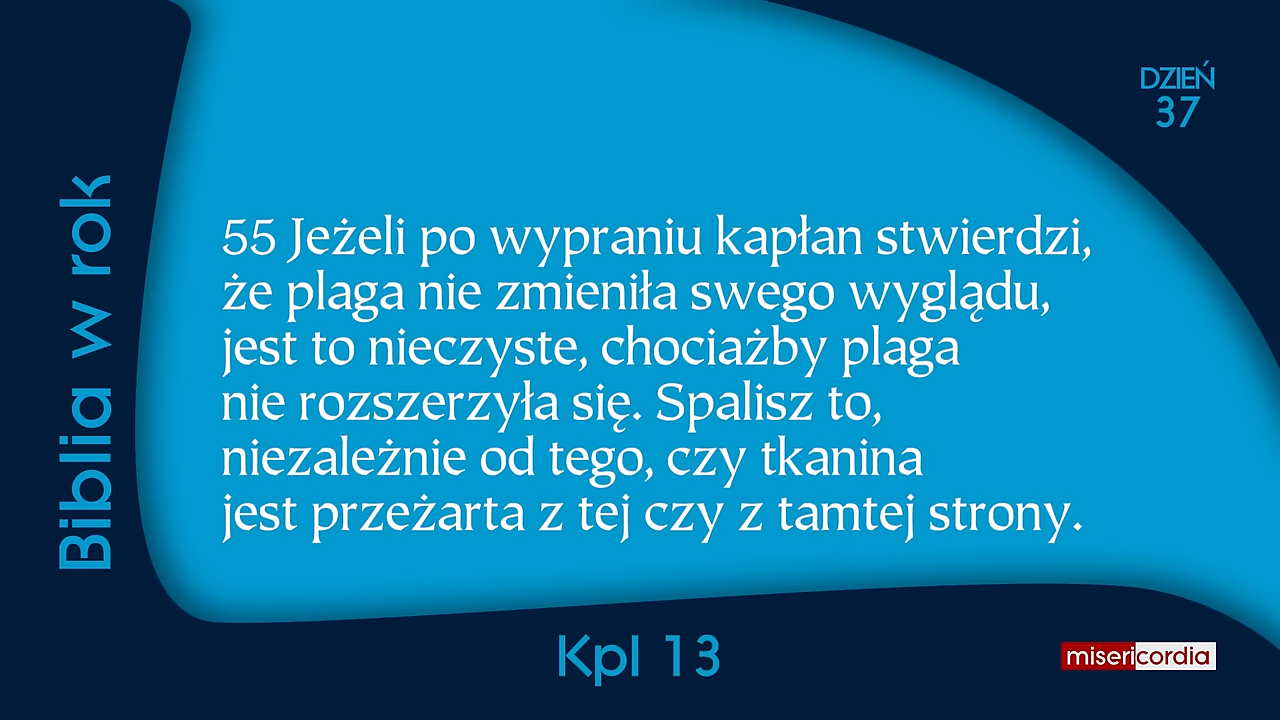 DZIEŃ
37
Biblia w rok
55 Jeżeli po wypraniu kapłan stwierdzi,
że plaga nie zmieniła swego wyglądu,
jest to nieczyste, chociażby plaga
nie rozszerzyła się. Spalisz to,
niezależnie od tego, czy tkanina
jest przeżarta z tej czy z tamtej strony.
Kpl 13
misericordia